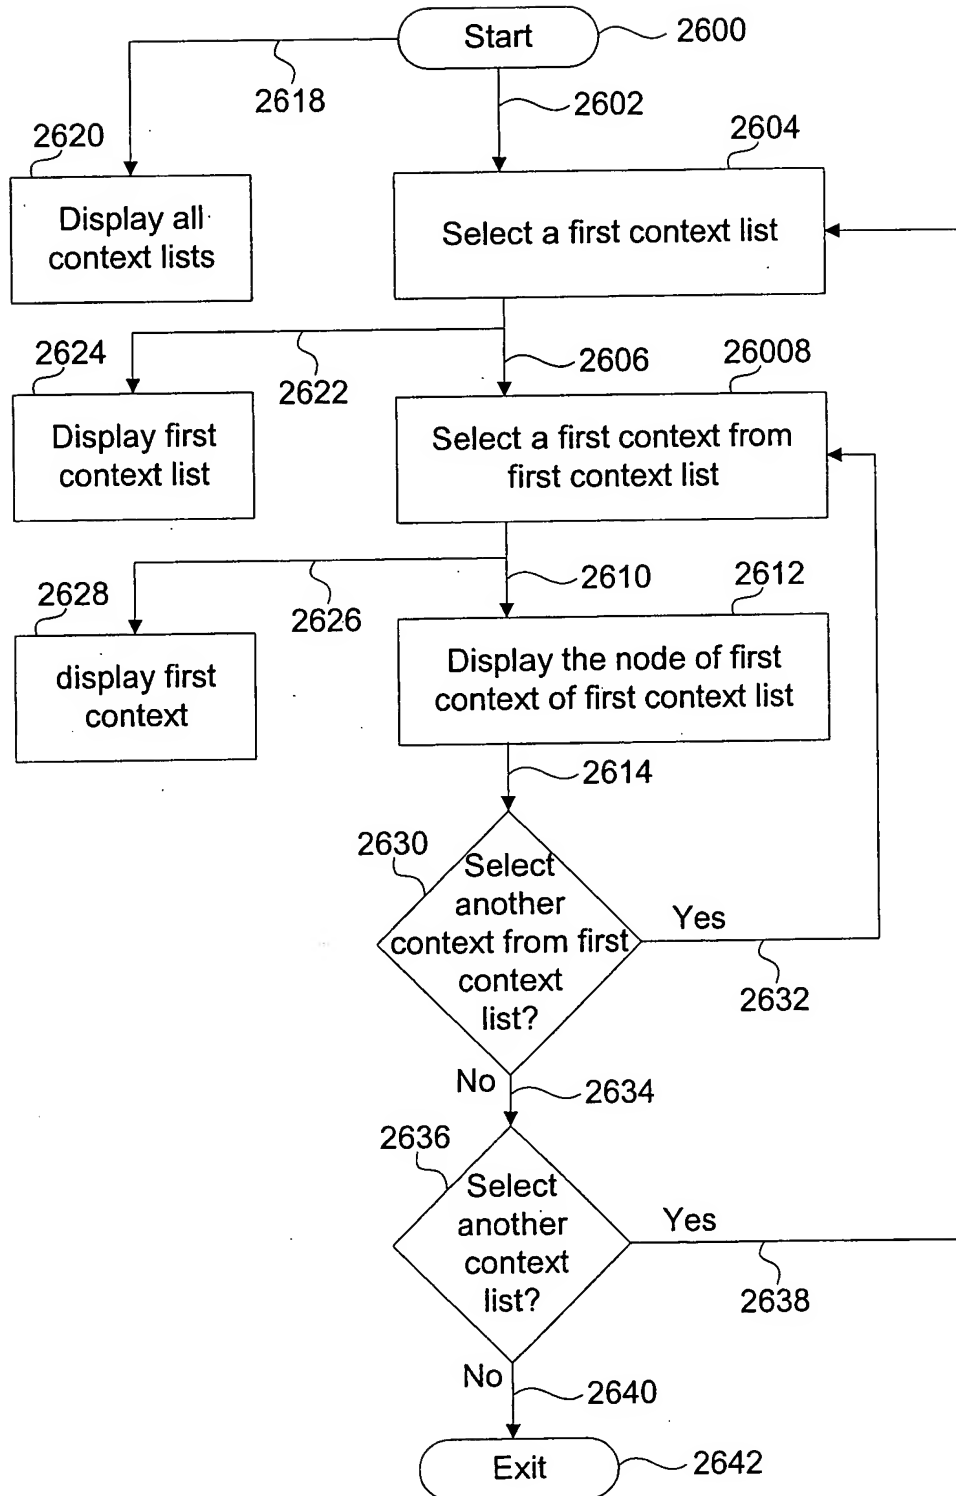 Start
2600
2618
2602
2620
2604
Display all
context lists
Select a first context list
2624
2622
2606
26008
Display first
context list
Select a first context from
first context list
2628
2626
2610
2612
display first
context
Display the node of first
context of first context list
2614
2630
Select
another
context from first
context
list?
Yes
2632
No
2634
2636
Select
another
context
list?
Yes
2638
No
2640
Exit
2642